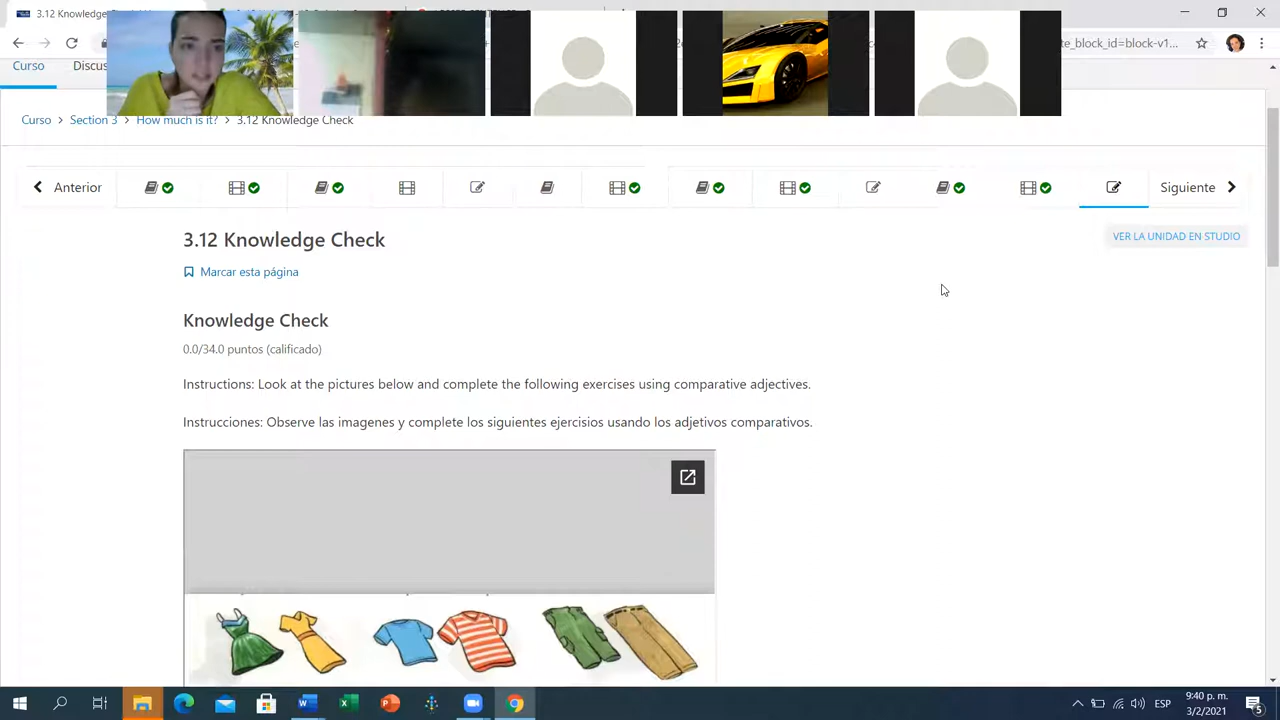 3.12 Knowledge
Curso
Discus
te_block_id=block-v1...
Curso > Section 3 > How much is it? > 3.12 Knowledge Check
Anterior
Siguiente
3.12 Knowledge Check
VER LA UNIDAD EN STUDIO
Marcar esta página
Knowledge Check
0.0/34.0 puntos (calificado)
Instructions: Look at the pictures below and complete the following exercises using comparative adjectives.
Instrucciones: Observe las imagenes y complete los siguientes ejercisios usando los adjetivos comparativos.
ESP
9:40 p. m.
3/2/2021
5